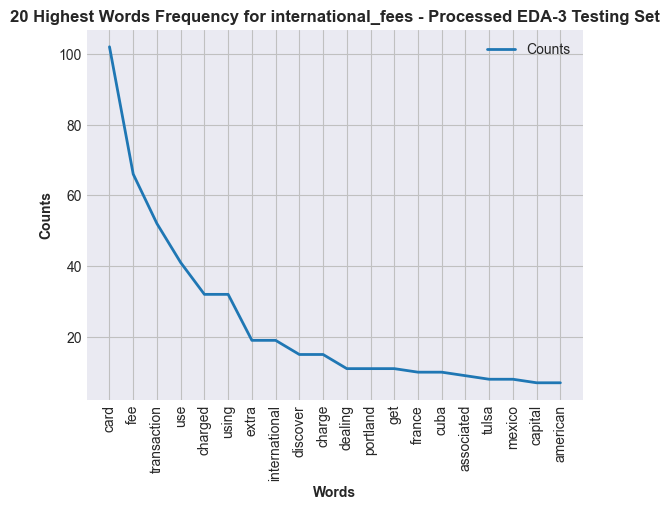 20 Highest Words Frequency for international_fees - Processed EDA-3 Testing Set
Counts
100
80
60
40
20
Counts
card
fee
transaction
use
charged
using
extra
international
discover
charge
dealing
portland
get
france
cuba
associated
tulsa
mexico
capital
american
Words